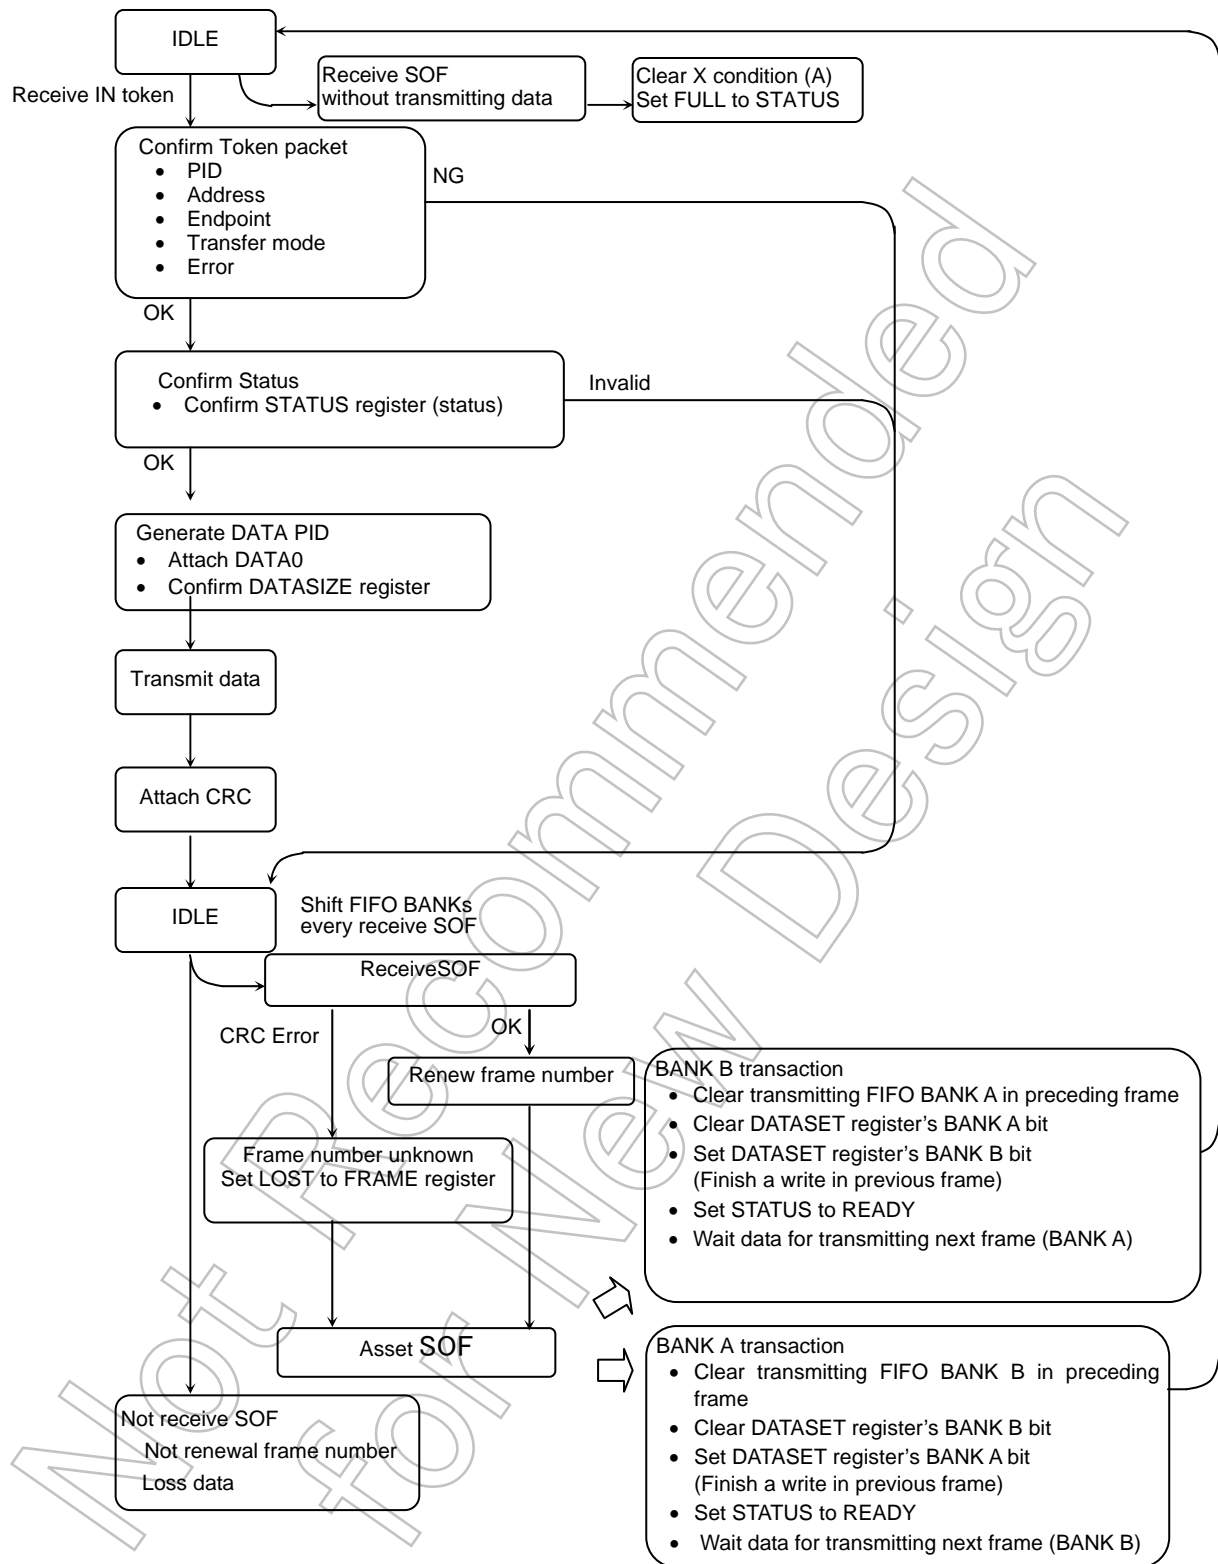 IDLE
Receive IN token
Receive SOF
without transmitting data
Clear X condition (A)
Set FULL to STATUS
Confirm Token packet
• PID
• Address
• Endpoint
• Transfer mode
• Error
NG
OK
Confirm Status
• Confirm STATUS register (status)
Invalid
OK
Generate DATA PID
• Attach DATA0
• Confirm DATASIZE register
Transmit data
Attach CRC
IDLE
Shift FIFO BANKs
every receive SOF
ReceiveSOF
CRC Error
OK
Renew frame number
Frame number unknown
Set LOST to FRAME register
Asset SOF
Not receive SOF
Not renewal frame number
Loss data
BANK B transaction
• Clear transmitting FIFO BANK A in preceding frame
• Clear DATASET register's BANK A bit
• Set DATASET register's BANK B bit
(Finish a write in previous frame)
• Set STATUS to READY
• Wait data for transmitting next frame (BANK A)
BANK A transaction
• Clear transmitting FIFO BANK B in preceding
frame
• Clear DATASET register's BANK B bit
• Set DATASET register's BANK A bit
(Finish a write in previous frame)
• Set STATUS to READY
• Wait data for transmitting next frame (BANK B)
Not Recommended
for New Design